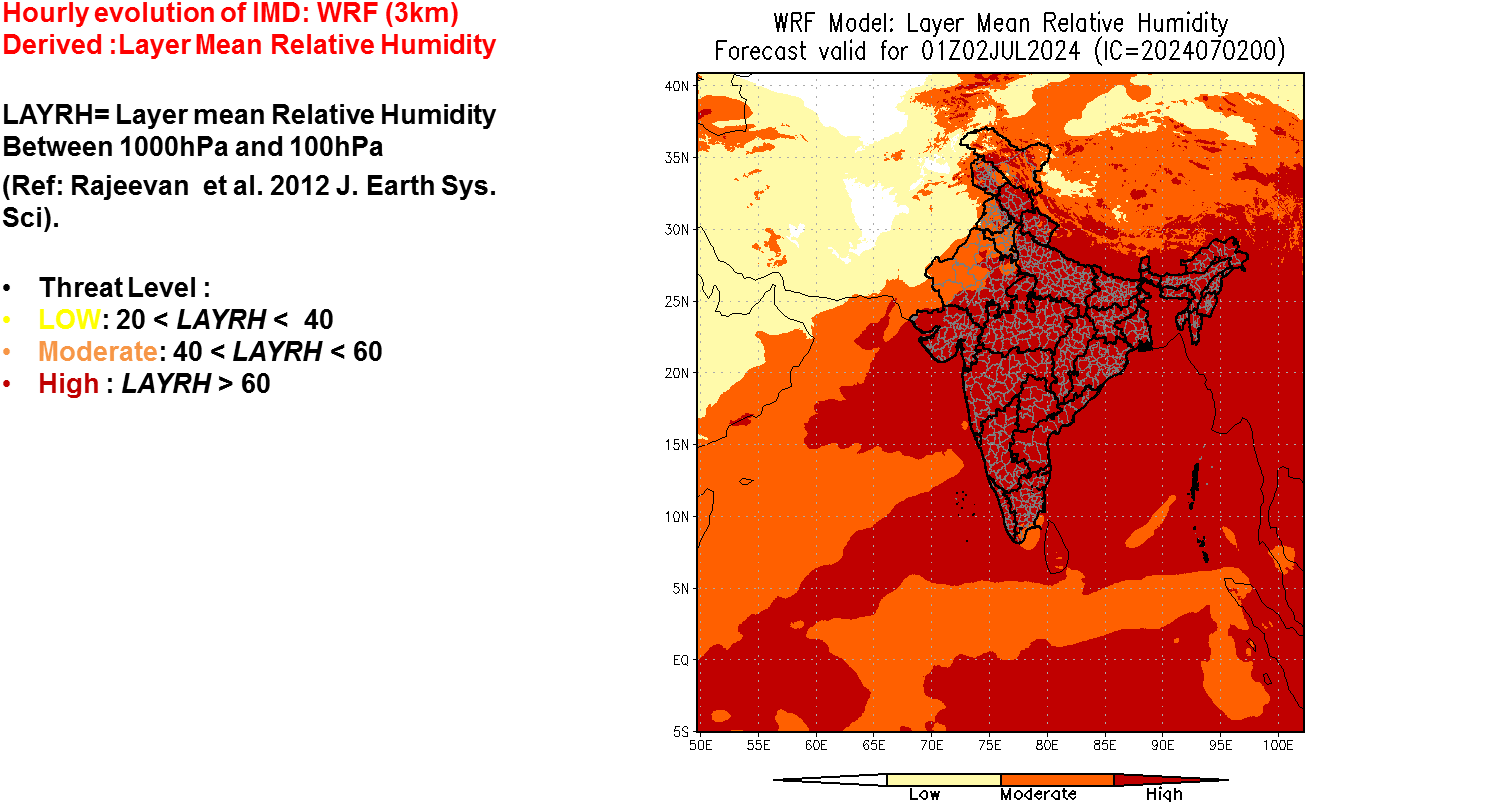 Hourly evolution of IMD: WRF (3km)
Derived :Layer Mean Relative Humidity
LAYRH= Layer mean Relative Humidity
Between 1000hPa and 100hPa
(Ref: Rajeevan et al. 2012 J. Earth Sys.
Sci).
• Threat Level :
• LOW: 20 < LAYRH < 40
• Moderate: 40 < LAYRH < 60
• High : LAYRH > 60
WRF Model: Layer Mean Relative Humidity
Forecast valid for 01Z02JUL2024 (IC=2024070200)
40N
35N
30N
25N
20N
15N
10N
5N
EQ
5S
50E 55E 60E 65E 70E 75E 80E 85E 90E 95E 100E
Low Moderate High